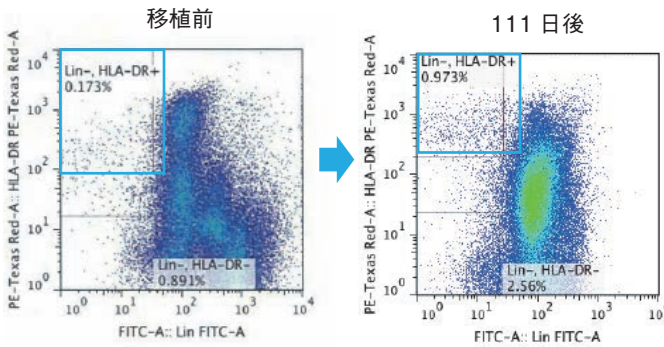 移植前
111 日後
PE-Texas Red-A:: HLA-DR PE-Texas Red-A
10^4
10^3
10^2
10^1
10^0
Lin-, HLA-DR+
0.173%
Lin-, HLA-DR-
0.891%
10^0 10^1 10^2 10^3 10^4
FITC-A:: Lin FITC-A
PE-Texas Red-A:: HLA-DR PE-Texas Red-A
10^4
10^3
10^2
10^1
10^0
Lin-, HLA-DR+
0.973%
Lin-, HLA-DR-
2.56%
10^0 10^1 10^2 10^3 10
FITC-A:: Lin FITC-A